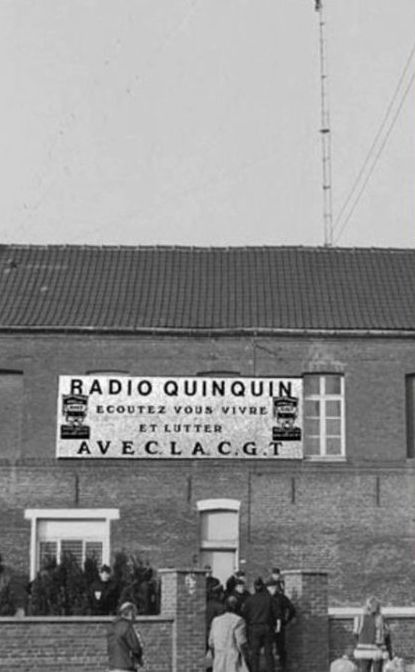 RADIO QUINQUIN
ECOUTEZ VOUS VIVRE
ET LUTTER
AVEC.LA.C.G.T